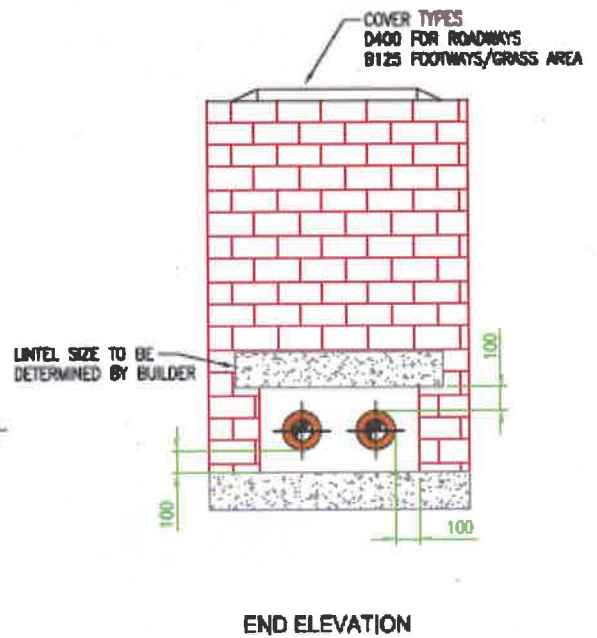 COVER TYPES
D400 FOR ROADWAYS
B125 FOOTWAYS/GRASS AREA
LINTEL SIZE TO BE
DETERMINED BY BUILDER
100
100
100
END ELEVATION